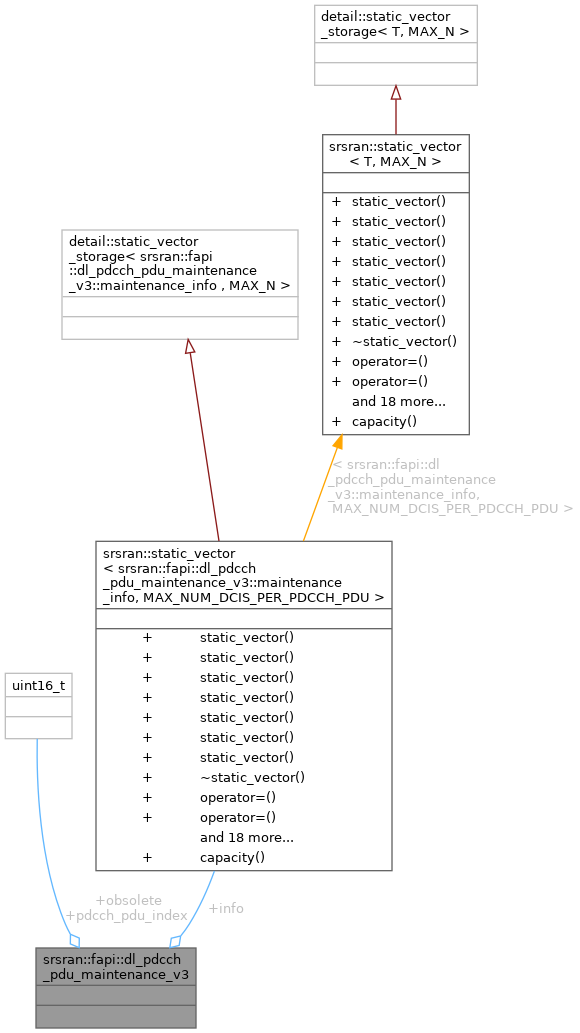 detail::static_vector
_storage< T, MAX_N >
srsran::static_vector
< T, MAX_N >
+ static_vector()
+ static_vector()
+ static_vector()
+ static_vector()
+ static_vector()
+ static_vector()
+ static_vector()
+ ~static_vector()
+ operator=()
+ operator=()
and 18 more...
+ capacity()
detail::static_vector
_storage< srsran::fapi
::dl_pdcch_pdu_maintenance
_v3::maintenance_info , MAX_N >
< srsran::fapi::dl
_pdcch_pdu_maintenance
_v3::maintenance_info,
MAX_NUM_DCIS_PER_PDCCH_PDU >
srsran::static_vector
< srsran::fapi::dl_pdcch
_pdu_maintenance_v3::maintenance
_info, MAX_NUM_DCIS_PER_PDCCH_PDU >
+ static_vector()
+ static_vector()
+ static_vector()
+ static_vector()
+ static_vector()
+ static_vector()
+ static_vector()
+ ~static_vector()
+ operator=()
+ operator=()
and 18 more...
+ capacity()
uint16_t
+obsolete
+pdcch_pdu_index
+info
srsran::fapi::dl_pdcch
_pdu_maintenance_v3